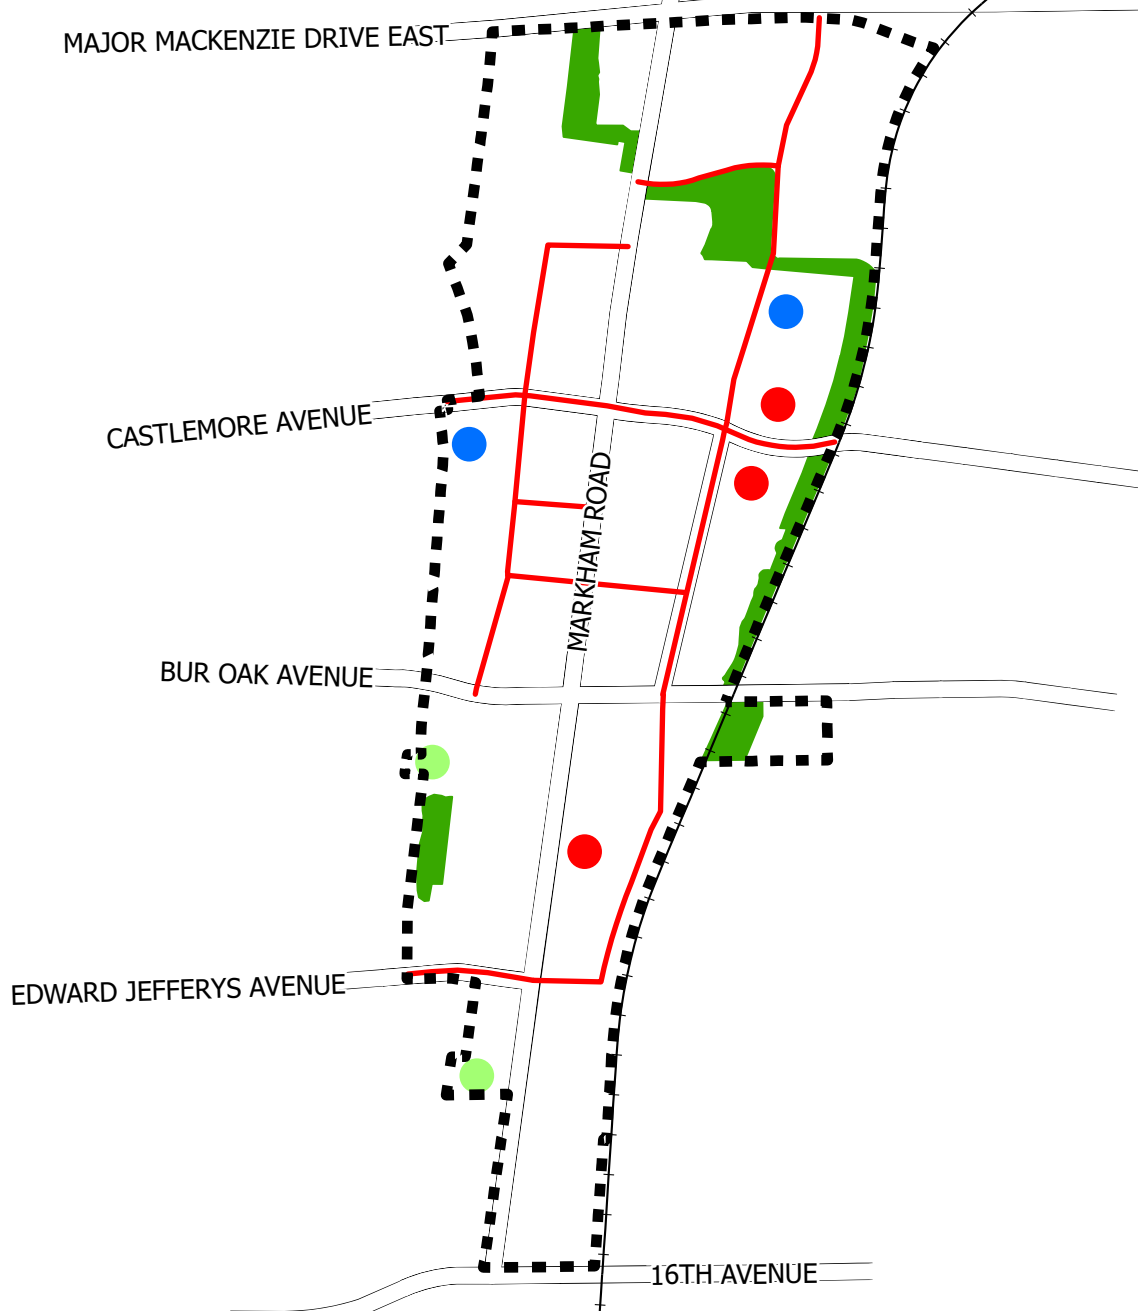 MAJOR MACKENZIE DRIVE EAST
CASTLEMORE AVENUE
MARKHAM ROAD
BUR OAK AVENUE
EDWARD JEFFERYS AVENUE
16TH AVENUE